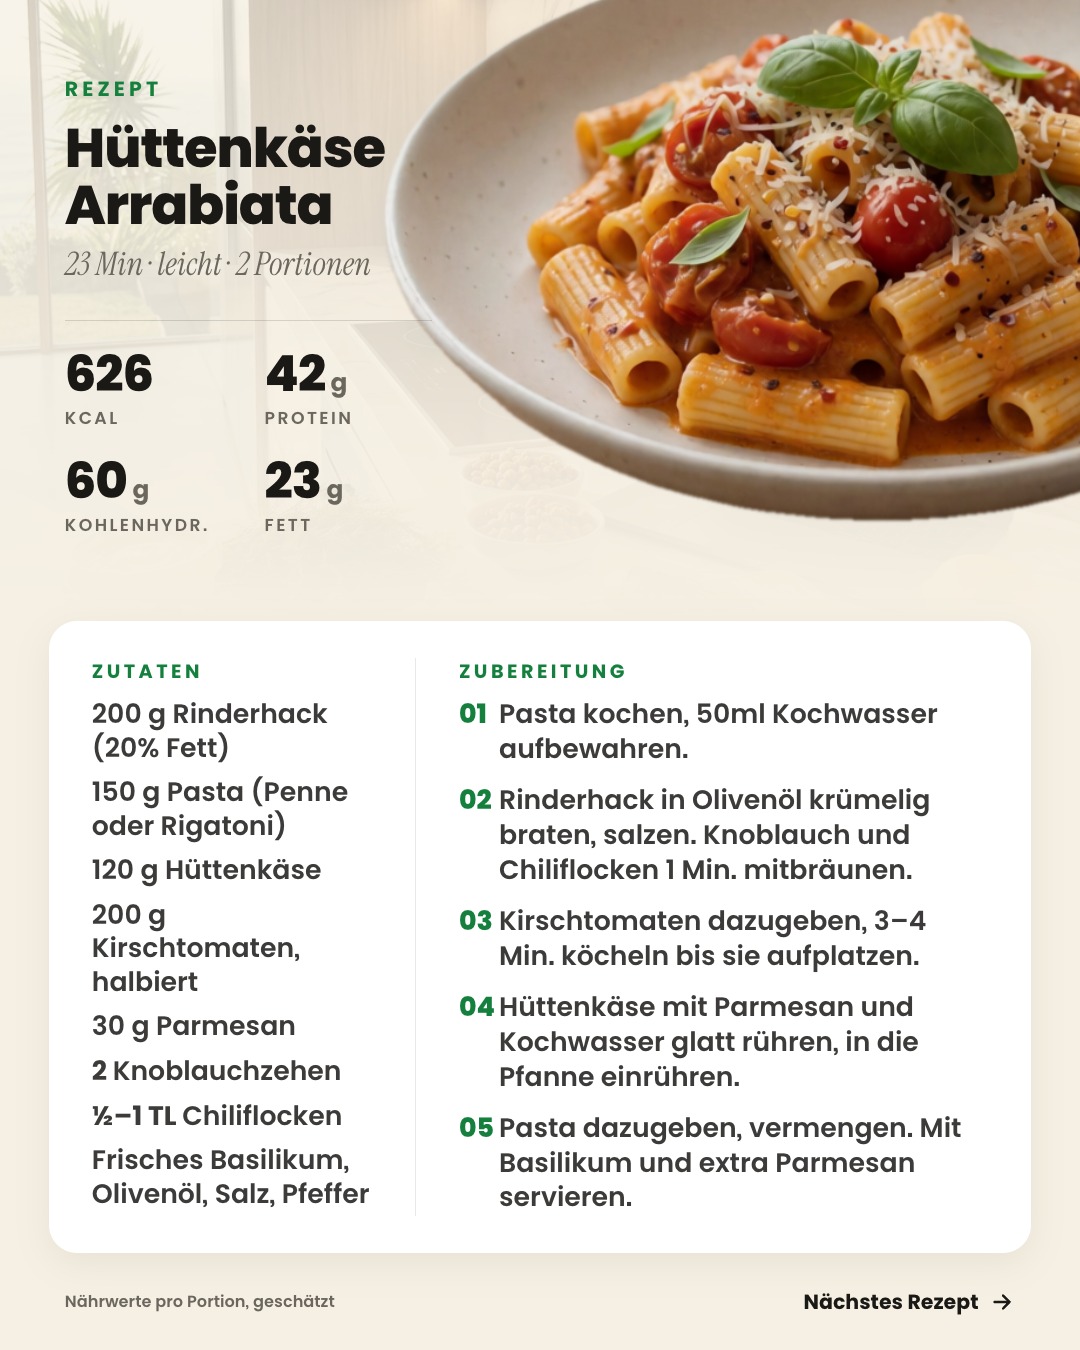 REZEPT
Hüttenkäse
Arrabiata
23 Min · leicht · 2 Portionen
626
KCAL
42 g
PROTEIN
60 g
KOHLENHYDR.
23 g
FETT
ZUTATEN
200 g Rinderhack
(20% Fett)
150 g Pasta (Penne
oder Rigatoni)
120 g Hüttenkäse
200 g
Kirschtomaten,
halbiert
30 g Parmesan
2 Knoblauchzehen
½–1 TL Chiliflocken
Frisches Basilikum,
Olivenöl, Salz, Pfeffer
ZUBEREITUNG
01 Pasta kochen, 50ml Kochwasser
aufbewahren.
02 Rinderhack in Olivenöl krümelig
braten, salzen. Knoblauch und
Chiliflocken 1 Min. mitbräunen.
03 Kirschtomaten dazugeben, 3–4
Min. köcheln bis sie aufplatzen.
04 Hüttenkäse mit Parmesan und
Kochwasser glatt rühren, in die
Pfanne einrühren.
05 Pasta dazugeben, vermengen. Mit
Basilikum und extra Parmesan
servieren.
Nährwerte pro Portion, geschätzt
Nächstes Rezept →